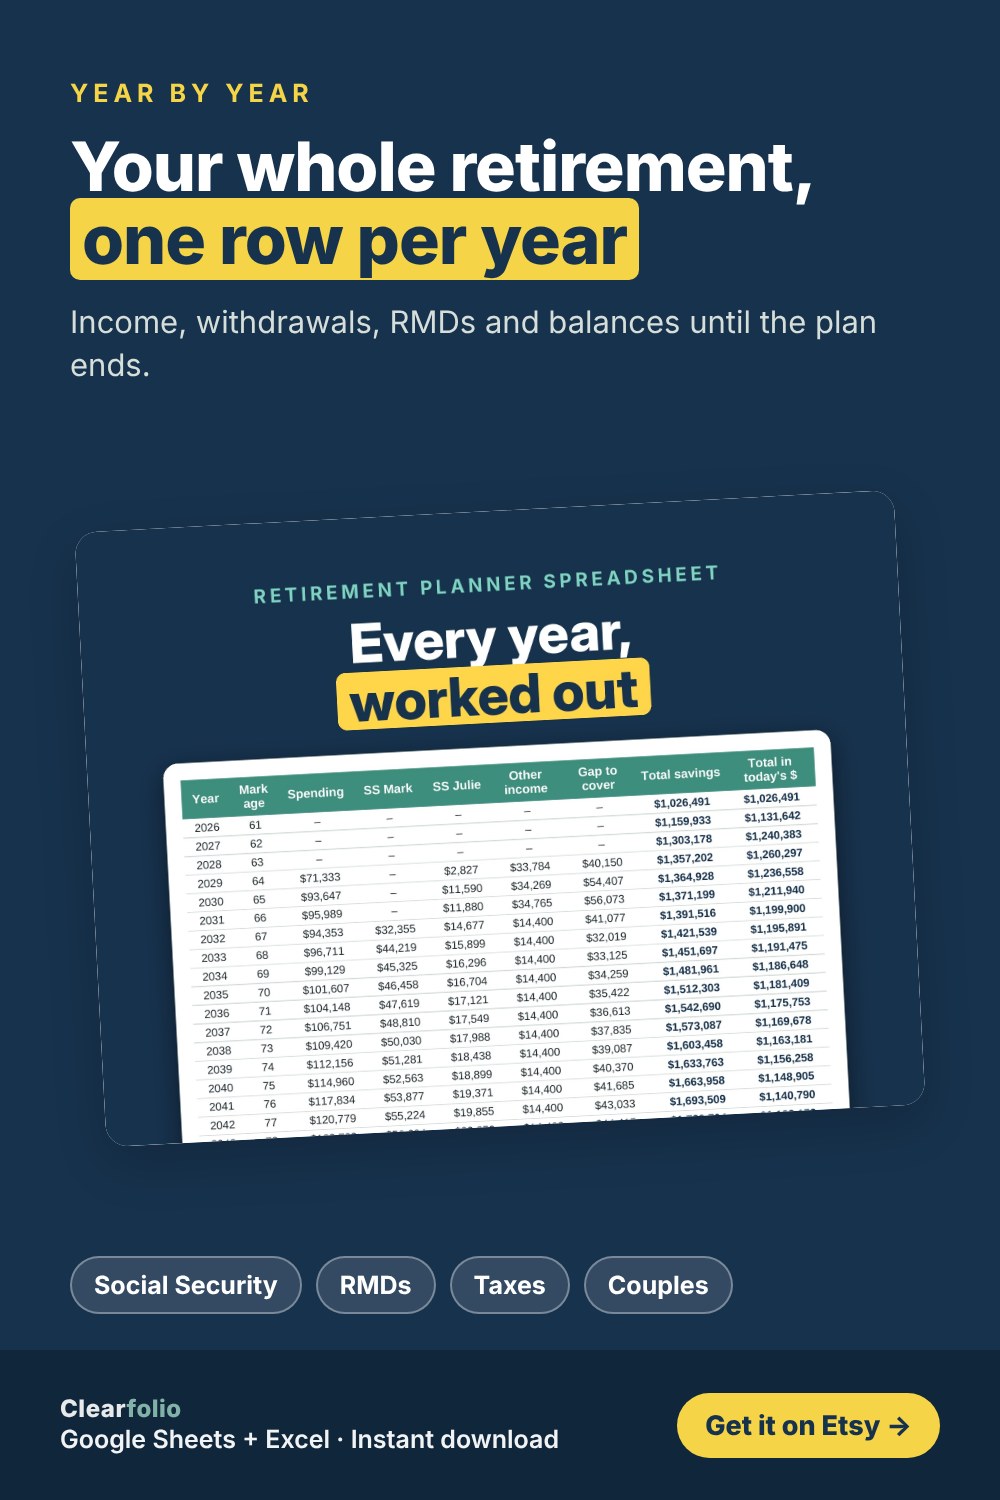 YEAR BY YEAR
Your whole retirement,
one row per year
Income, withdrawals, RMDs and balances until the plan
ends.
RETIREMENT PLANNER SPREADSHEET
Every year,
worked out
Year Mark age Spending SS Mark SS Julie Other income Gap to cover Total savings Total in today's $
2026 61 – – – – – $1,026,491 $1,026,491
2027 62 – – – – – $1,159,933 $1,131,642
2028 63 – – – – – $1,303,178 $1,240,383
2029 64 $71,333 – $2,827 $33,784 $40,150 $1,357,202 $1,260,297
2030 65 $93,647 – $11,590 $34,269 $54,407 $1,364,928 $1,236,558
2031 66 $95,989 – $11,880 $34,765 $56,073 $1,371,199 $1,211,940
2032 67 $94,353 $32,355 $14,677 $14,400 $41,077 $1,391,516 $1,199,900
2033 68 $96,711 $44,219 $15,899 $14,400 $32,019 $1,421,539 $1,195,891
2034 69 $99,129 $45,325 $16,296 $14,400 $33,125 $1,451,697 $1,191,475
2035 70 $101,607 $46,458 $16,704 $14,400 $34,259 $1,481,961 $1,186,648
2036 71 $104,148 $47,619 $17,121 $14,400 $35,422 $1,512,303 $1,181,409
2037 72 $106,751 $48,810 $17,549 $14,400 $36,613 $1,542,690 $1,175,753
2038 73 $109,420 $50,030 $17,988 $14,400 $37,835 $1,573,087 $1,169,678
2039 74 $112,156 $51,281 $18,438 $14,400 $39,087 $1,603,458 $1,163,181
2040 75 $114,960 $52,563 $18,899 $14,400 $40,370 $1,633,763 $1,156,258
2041 76 $117,834 $53,877 $19,371 $14,400 $41,685 $1,663,958 $1,148,905
2042 77 $120,779 $55,224 $19,855 $14,400 $43,033 $1,693,509 $1,140,790
Social Security RMDs Taxes Couples
Clearfolio
Google Sheets + Excel · Instant download
Get it on Etsy →